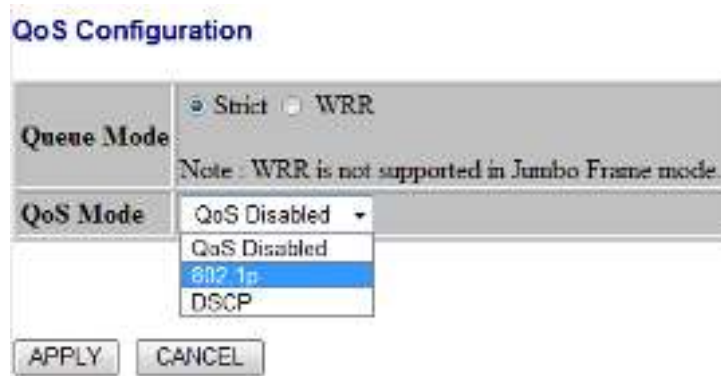 QoS Configuration
Queue Mode
Strict WRR
Note : WRR is not supported in Jumbo Frame mode.
QoS Mode
QoS Disabled
QoS Disabled
802.1p
DSCP
APPLY CANCEL